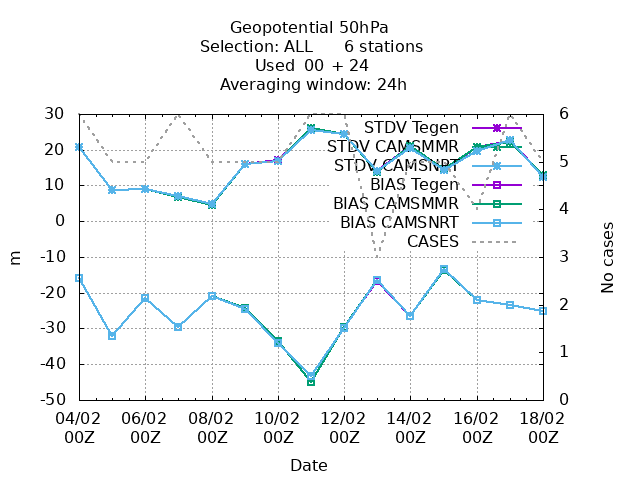 Geopotential 50hPa
Selection: ALL 6 stations
Used 00 + 24
Averaging window: 24h
30
20
10
0
-10
-20
-30
-40
-50
m
6
5
4
3
2
1
0
No cases
STDV Tegen
STDV CAMSMMR
STDV CAMSNRT
BIAS Tegen
BIAS CAMSMMR
BIAS CAMSNRT
CASES
04/02 06/02 08/02 10/02 12/02 14/02 16/02 18/02
00Z 00Z 00Z 00Z 00Z 00Z 00Z 00Z
Date